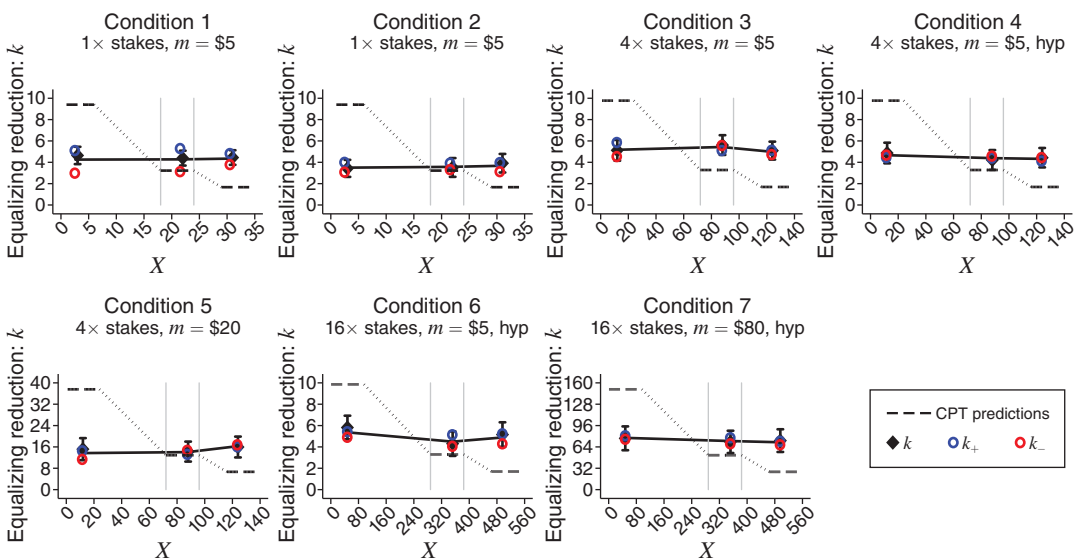 Condition 1
1× stakes, m = $5
Equalizing reduction: k
10
8
6
4
2
0
0 5 10 15 20 25 30 35
X
Condition 2
1× stakes, m = $5
Equalizing reduction: k
10
8
6
4
2
0
0 5 10 15 20 25 30 35
X
Condition 3
4× stakes, m = $5
Equalizing reduction: k
10
8
6
4
2
0
0 20 40 60 80 100 120 140
X
Condition 4
4× stakes, m = $5, hyp
Equalizing reduction: k
10
8
6
4
2
0
0 20 40 60 80 100 120 140
X
Condition 5
4× stakes, m = $20
Equalizing reduction: k
40
32
24
16
8
0
0 20 40 60 80 100 120 140
X
Condition 6
16× stakes, m = $5, hyp
Equalizing reduction: k
10
8
6
4
2
0
0 80 160 240 320 400 480 560
X
Condition 7
16× stakes, m = $80, hyp
Equalizing reduction: k
160
128
96
64
32
0
0 80 160 240 320 400 480 560
X
CPT predictions
k k₊ k₋